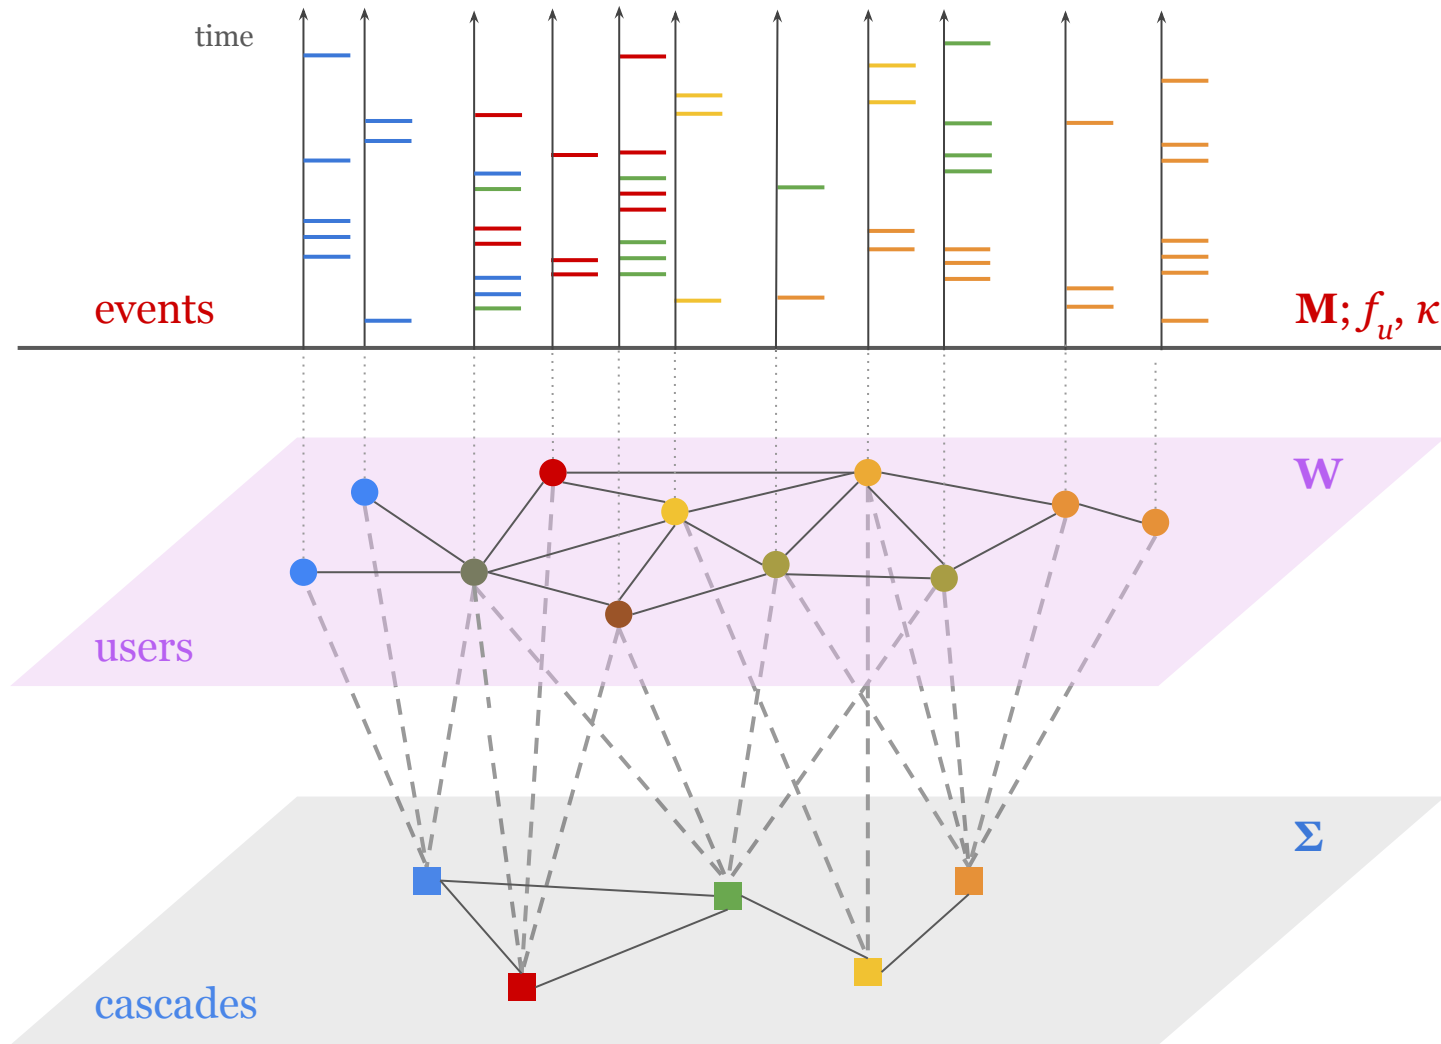 time
events
M; f_u, κ
W
users
Σ
cascades